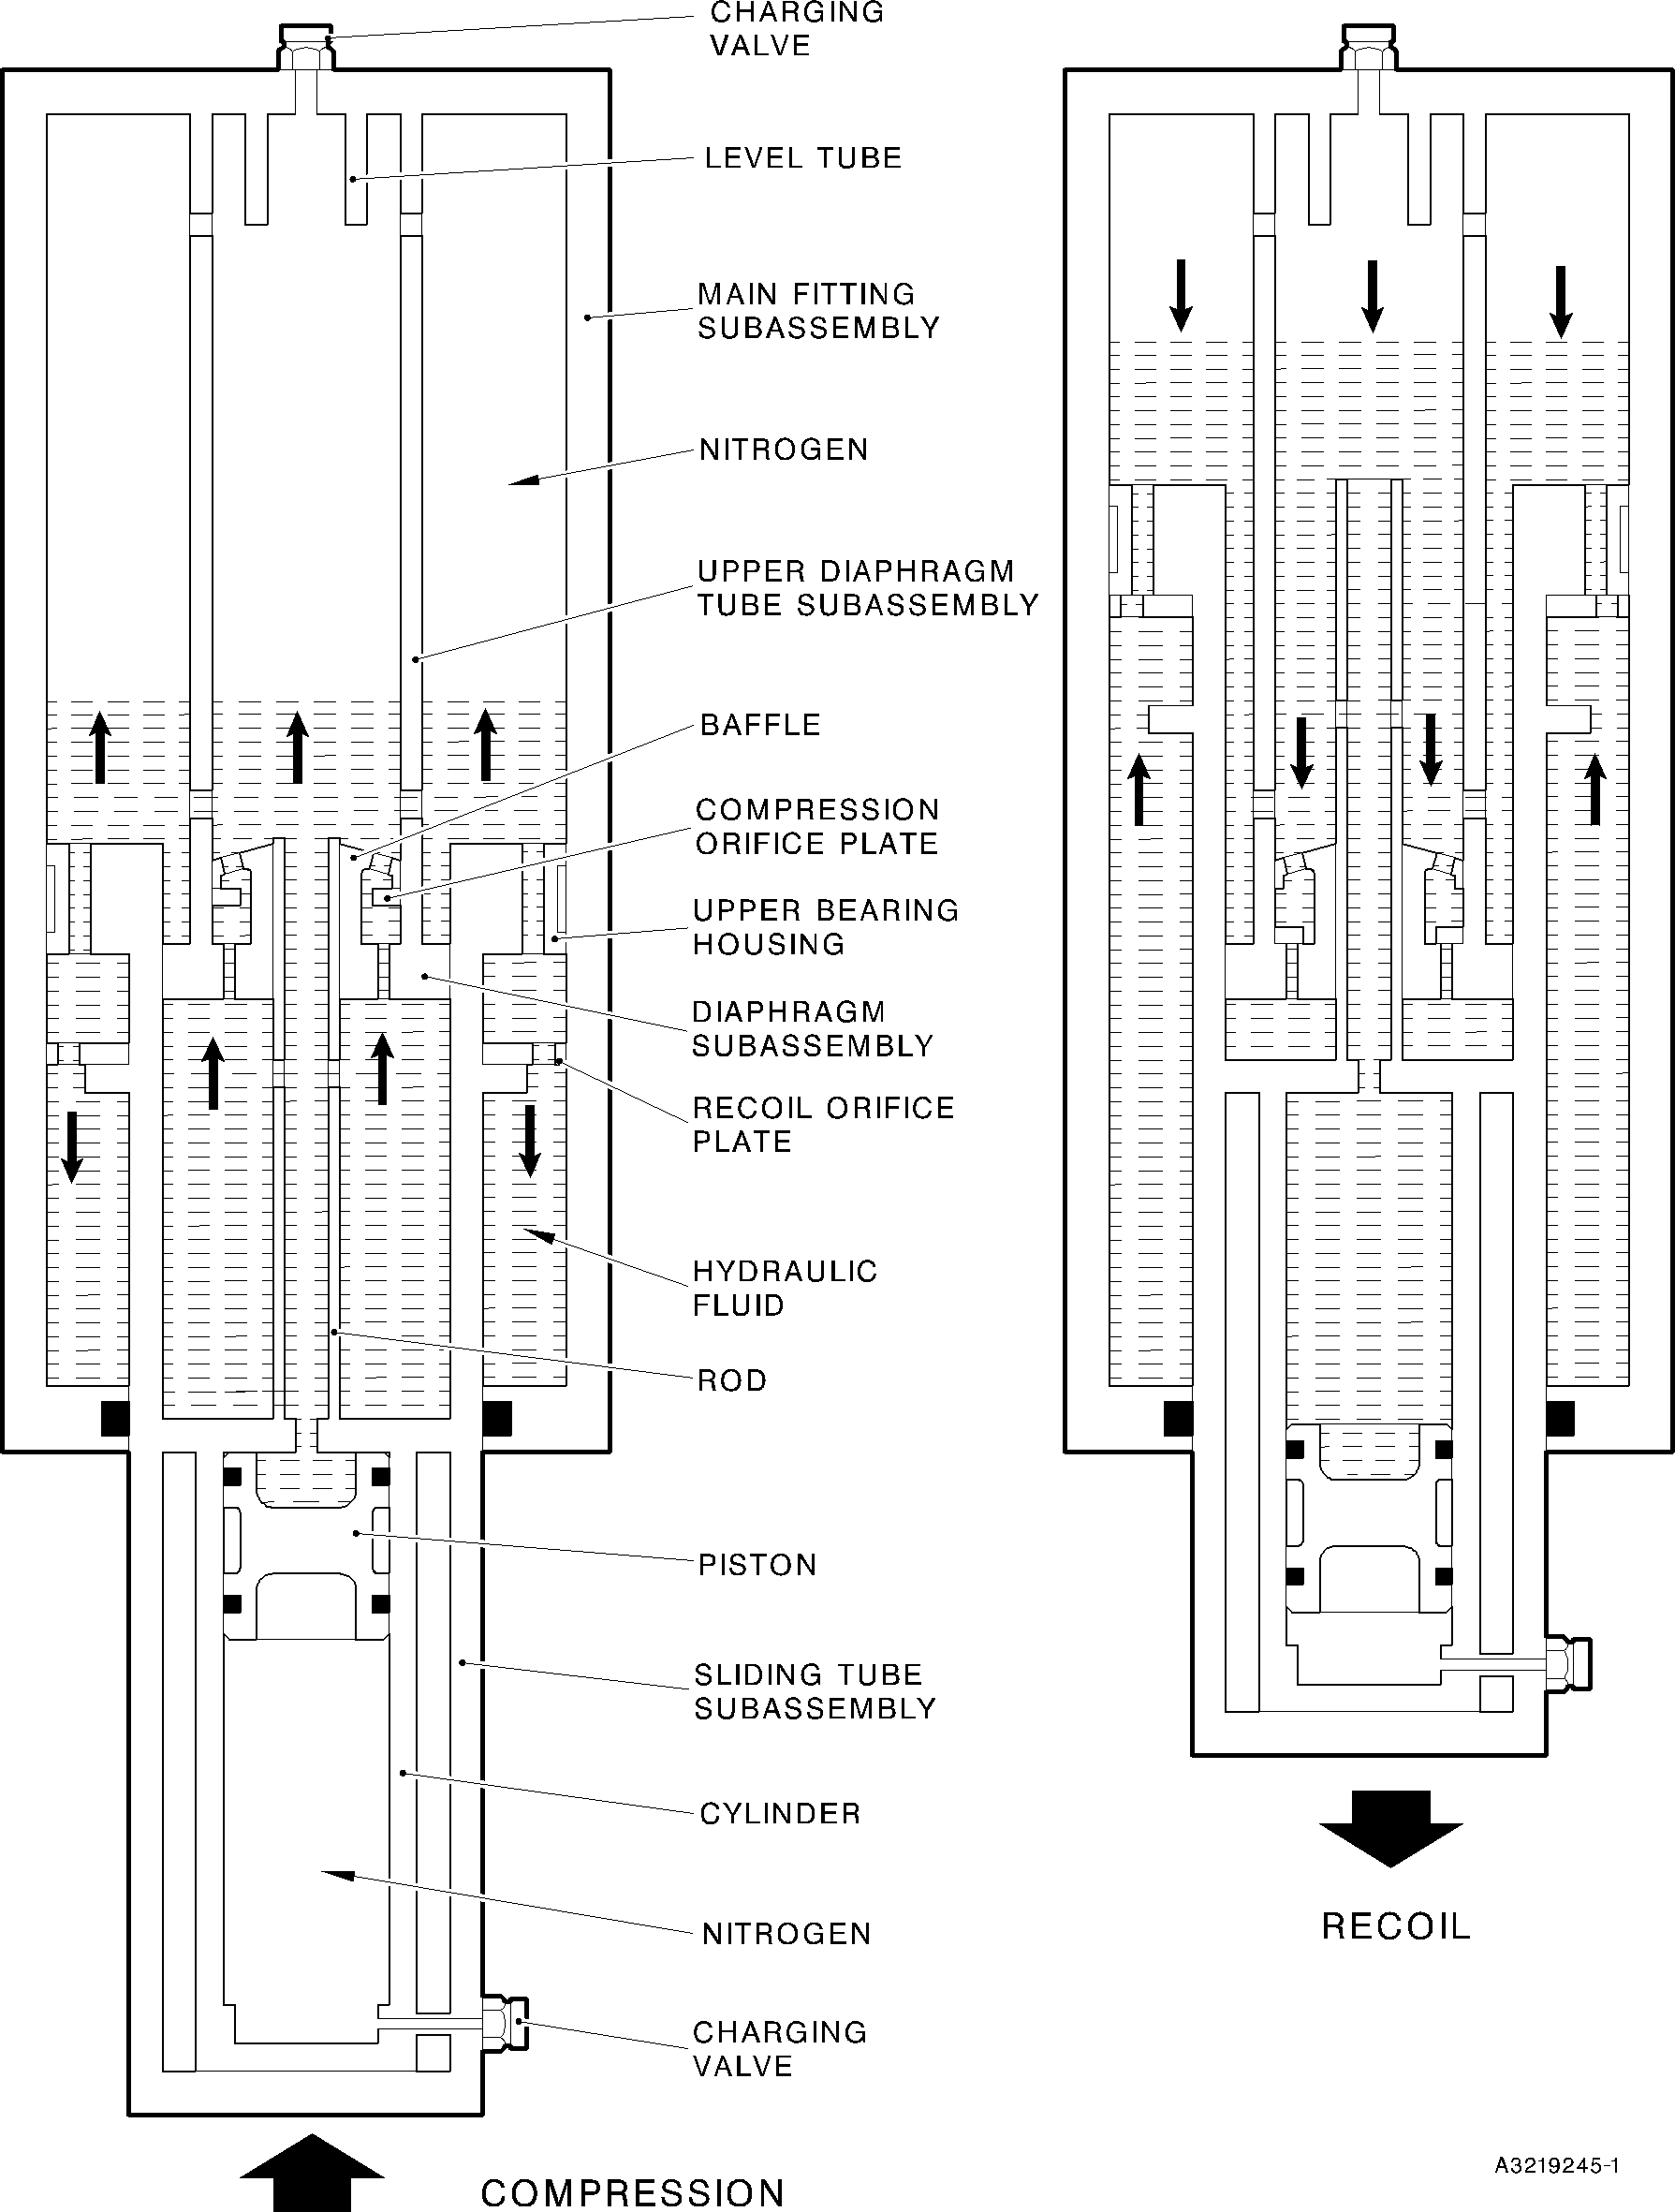 CHARGING
VALVE
LEVEL TUBE
MAIN FITTING
SUBASSEMBLY
NITROGEN
UPPER DIAPHRAGM
TUBE SUBASSEMBLY
BAFFLE
COMPRESSION
ORIFICE PLATE
UPPER BEARING
HOUSING
DIAPHRAGM
SUBASSEMBLY
RECOIL ORIFICE
PLATE
HYDRAULIC
FLUID
ROD
PISTON
SLIDING TUBE
SUBASSEMBLY
CYLINDER
NITROGEN
CHARGING
VALVE
COMPRESSION
RECOIL
A3219245-1